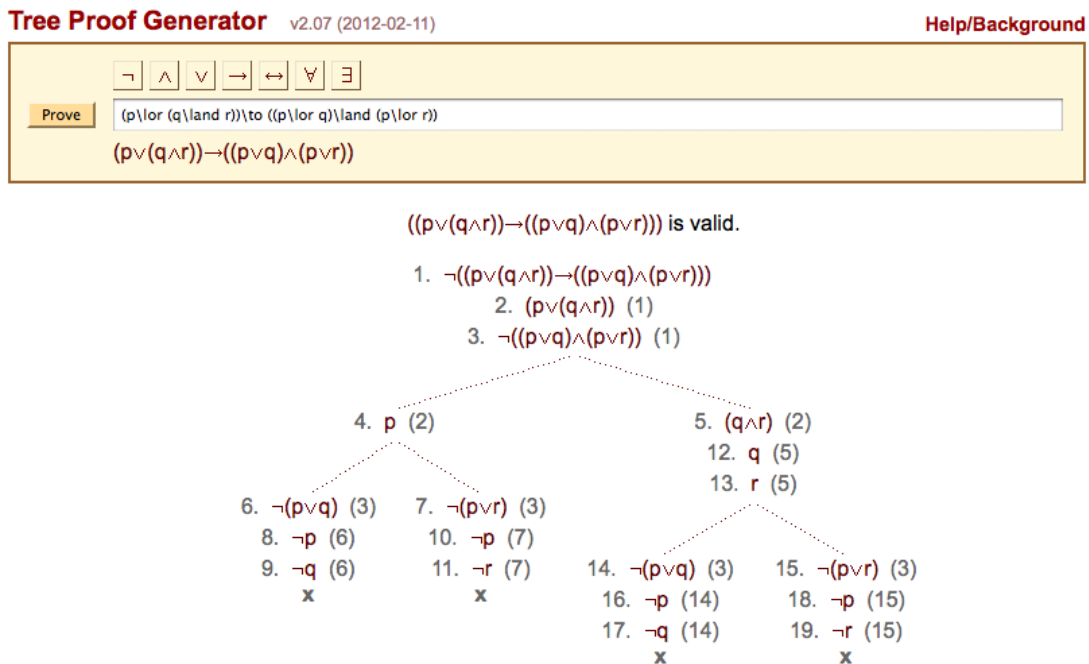 Tree Proof Generator v2.07 (2012-02-11) Help/Background
¬ ∧ ∨ → ↔ ∀ ∃
Prove (p\lor (q\land r))\to ((p\lor q)\land (p\lor r))
(p∨(q∧r))→((p∨q)∧(p∨r))
((p∨(q∧r))→((p∨q)∧(p∨r))) is valid.
1. ¬((p∨(q∧r))→((p∨q)∧(p∨r)))
2. (p∨(q∧r)) (1)
3. ¬((p∨q)∧(p∨r)) (1)
4. p (2)
5. (q∧r) (2)
12. q (5)
13. r (5)
6. ¬(p∨q) (3)
8. ¬p (6)
9. ¬q (6)
x
7. ¬(p∨r) (3)
10. ¬p (7)
11. ¬r (7)
x
14. ¬(p∨q) (3)
16. ¬p (14)
17. ¬q (14)
x
15. ¬(p∨r) (3)
18. ¬p (15)
19. ¬r (15)
x